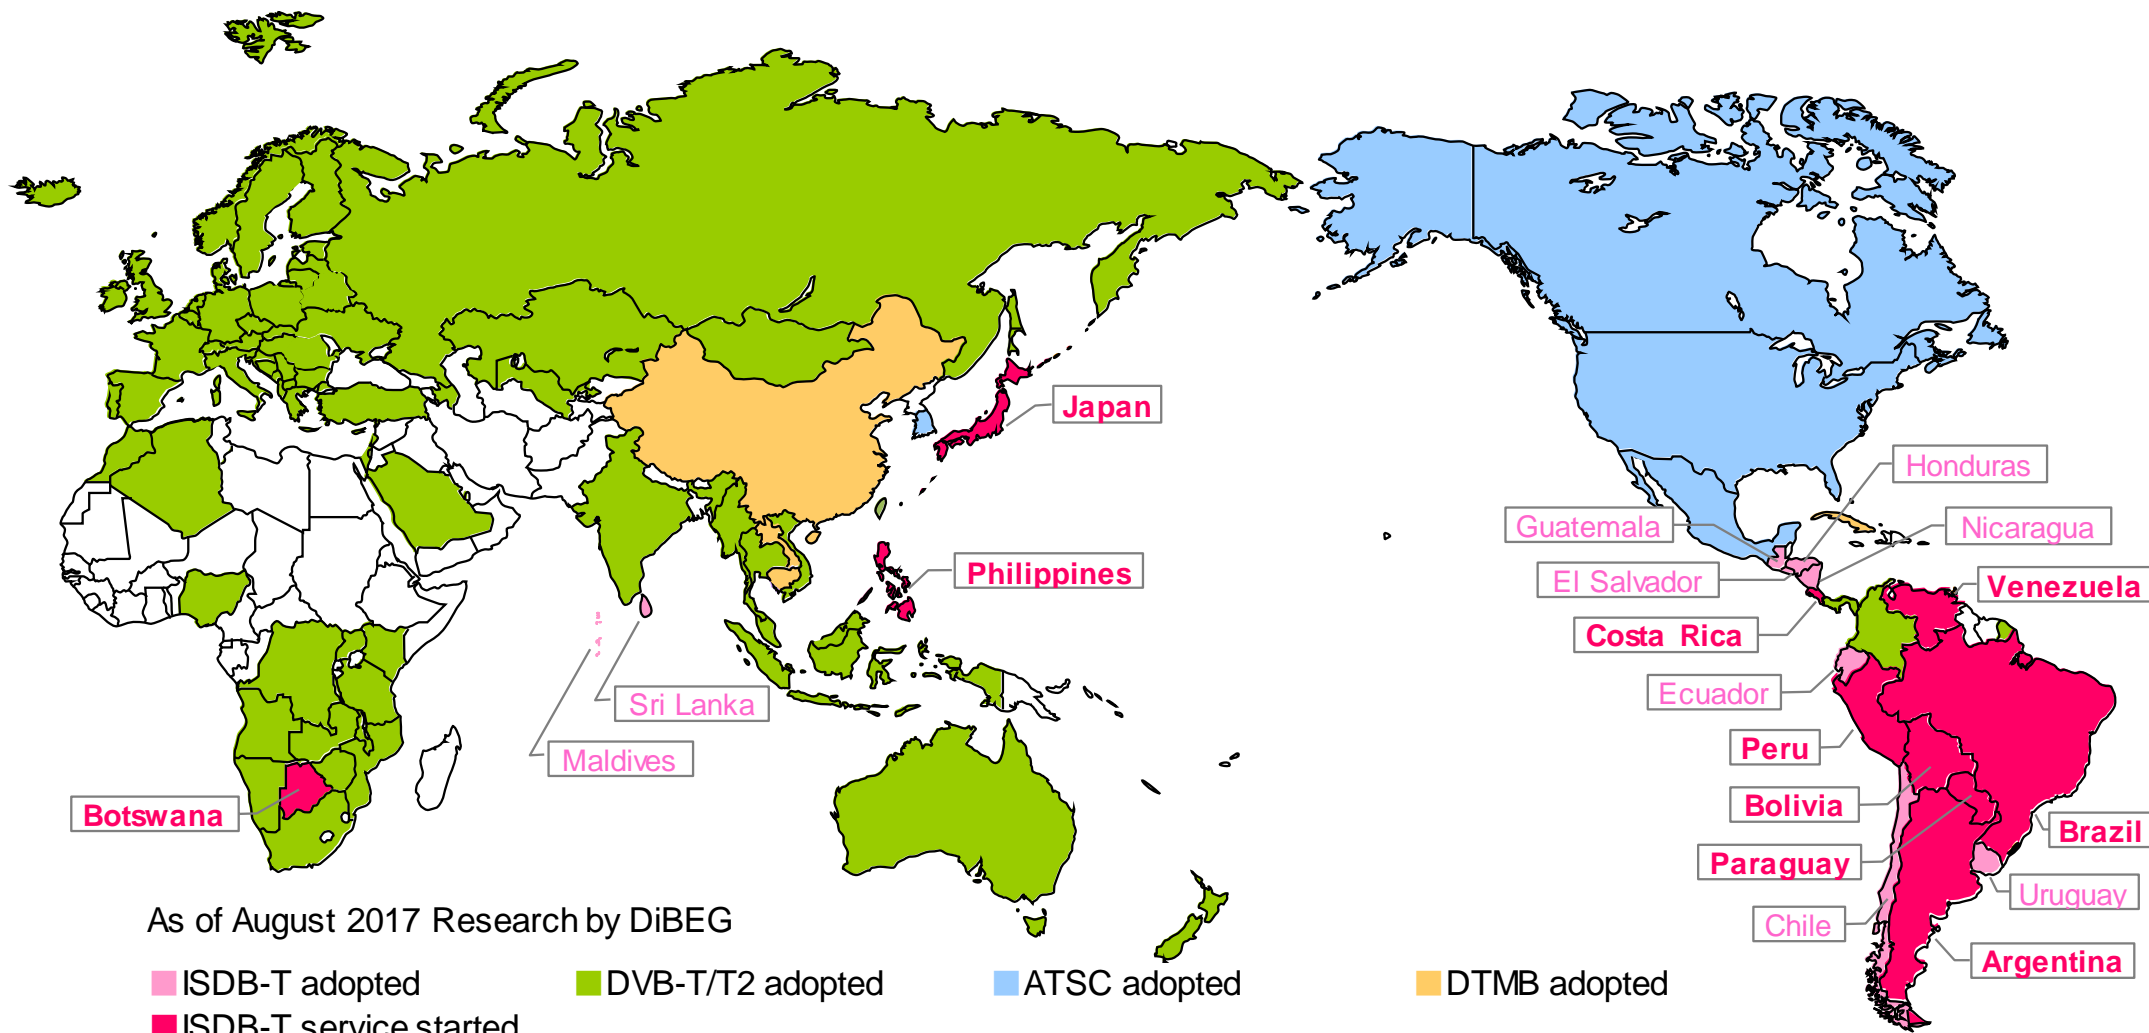 Japan
Honduras
Guatemala
Nicaragua
Philippines
El Salvador
Venezuela
Costa Rica
Ecuador
Sri Lanka
Maldives
Peru
Botswana
Bolivia
Brazil
Paraguay
Uruguay
Chile
Argentina
As of August 2017 Research by DiBEG
ISDB-T adopted
DVB-T/T2 adopted
ATSC adopted
DTMB adopted
ISDB-T service started